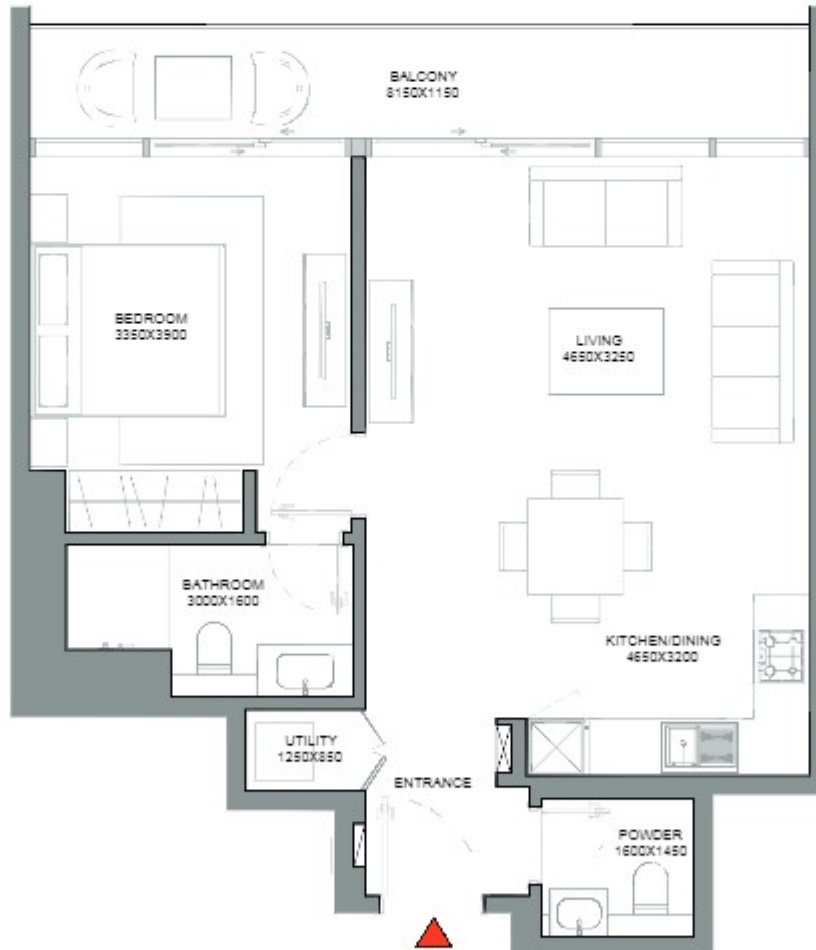 BALCONY
8150X1150
BEDROOM
3350X3900
LIVING
4650X3250
BATHROOM
3000X1600
KITCHEN/DINING
4650X3200
UTILITY
1250X850
ENTRANCE
POWDER
1600X1450